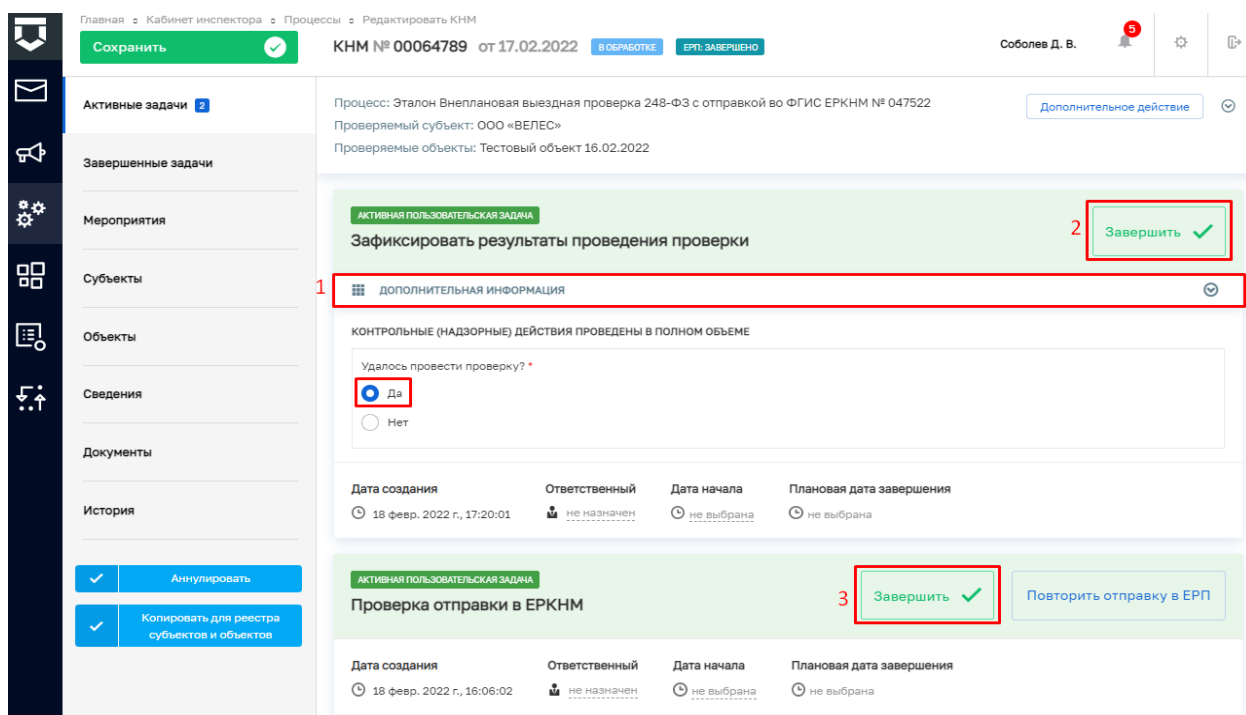 Главная Кабинет инспектора Процессы Редактировать КНМ
Сохранить
КНМ № 00064789 от 17.02.2022 В ОБРАБОТКЕ ЕРП: ЗАВЕРШЕНО
Соболев Д. В.
5
Активные задачи 2
Завершенные задачи
Мероприятия
Субъекты
Объекты
Сведения
Документы
История
Аннулировать
Копировать для реестра
субъектов и объектов
Процесс: Эталон Внеплановая выездная проверка 248-ФЗ с отправкой во ФГИС ЕРКНМ № 047522
Проверяемый субъект: ООО «ВЕЛЕС»
Проверяемые объекты: Тестовый объект 16.02.2022
Дополнительное действие
АКТИВНАЯ ПОЛЬЗОВАТЕЛЬСКАЯ ЗАДАЧА
Зафиксировать результаты проведения проверки
2 Завершить
1 ДОПОЛНИТЕЛЬНАЯ ИНФОРМАЦИЯ
КОНТРОЛЬНЫЕ (НАДЗОРНЫЕ) ДЕЙСТВИЯ ПРОВЕДЕНЫ В ПОЛНОМ ОБЪЕМЕ
Удалось провести проверку? *
Да
Нет
Дата создания Ответственный Дата начала Плановая дата завершения
18 февр. 2022 г., 17:20:01 не назначен не выбрана не выбрана
АКТИВНАЯ ПОЛЬЗОВАТЕЛЬСКАЯ ЗАДАЧА
Проверка отправки в ЕРКНМ
3 Завершить
Повторить отправку в ЕРП
Дата создания Ответственный Дата начала Плановая дата завершения
18 февр. 2022 г., 16:06:02 не назначен не выбрана не выбрана